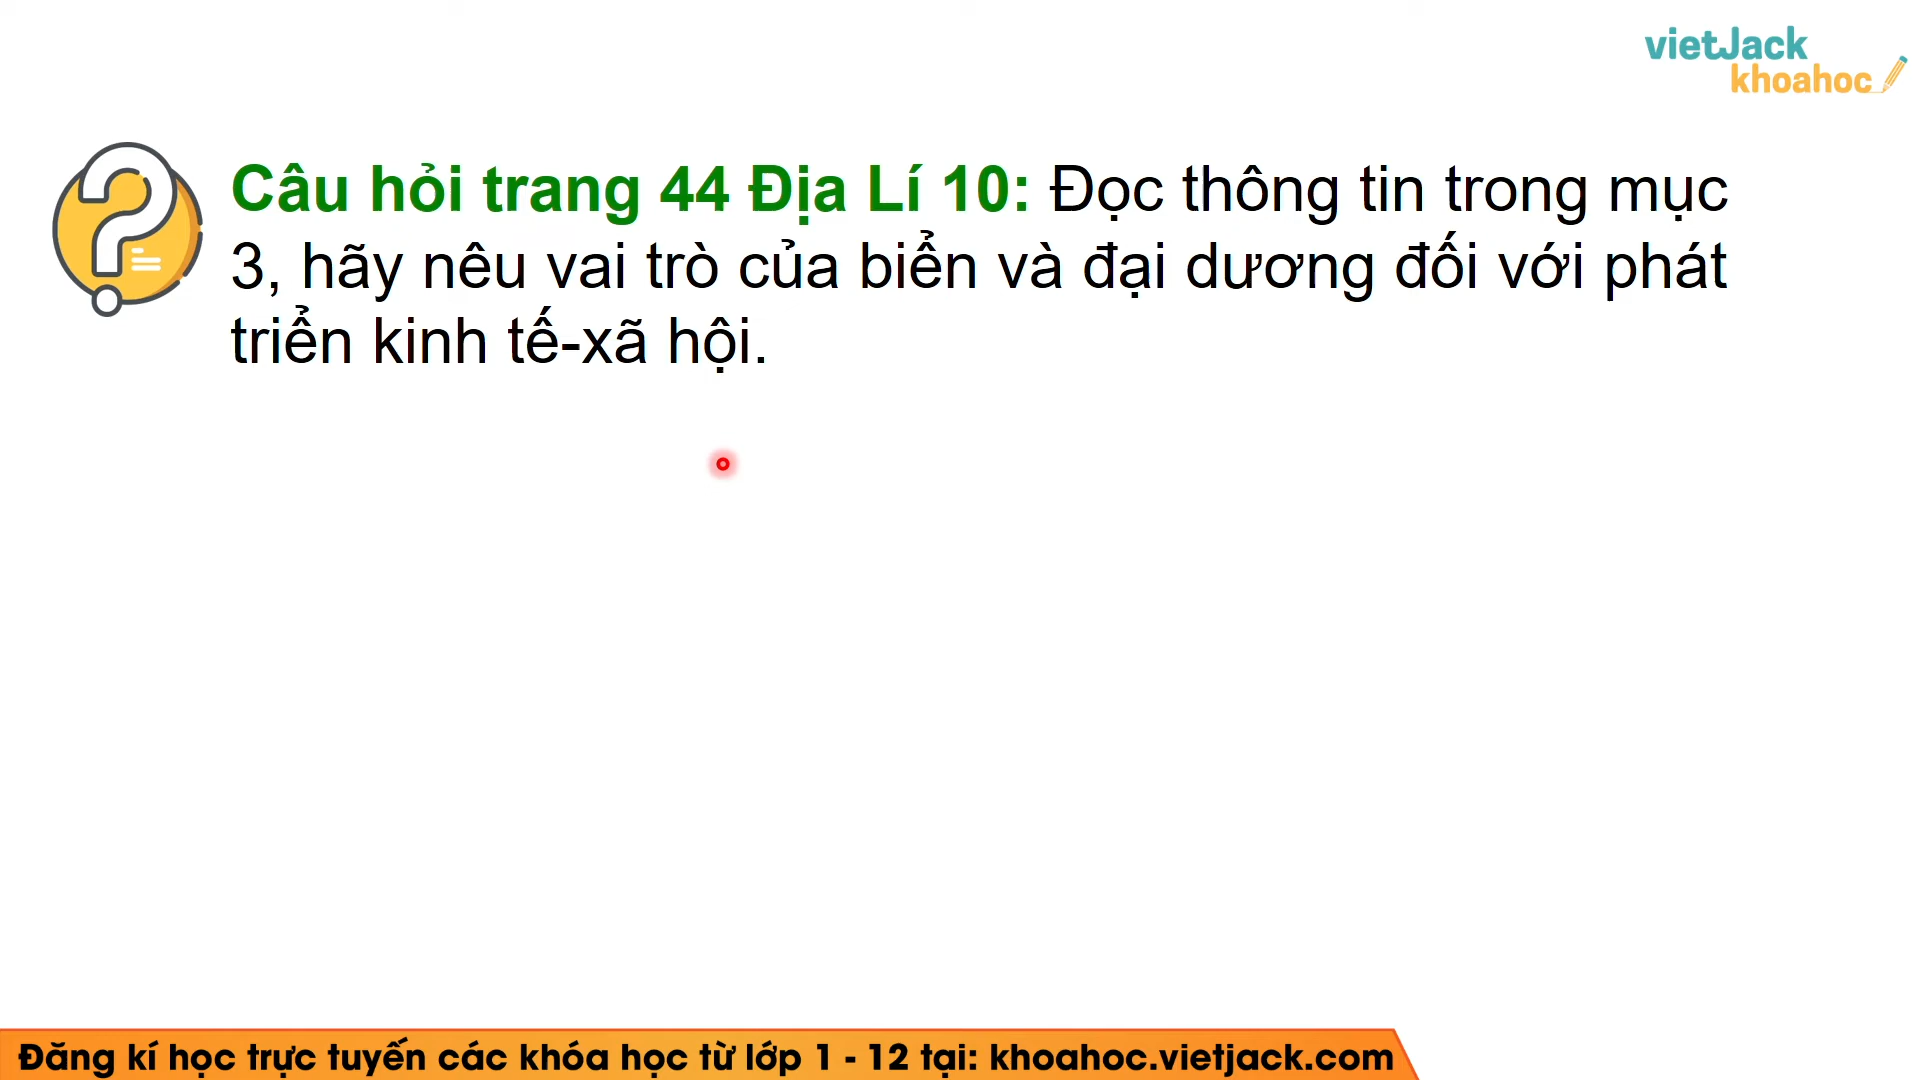 vietJack
khoahoc
Câu hỏi trang 44 Địa Lí 10: Đọc thông tin trong mục
3, hãy nêu vai trò của biển và đại dương đối với phát
triển kinh tế-xã hội.
Đăng kí học trực tuyến các khóa học từ lớp 1 - 12 tại: khoahoc.vietjack.com